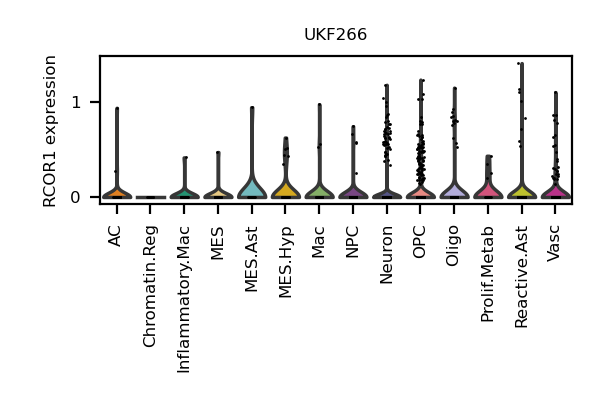 UKF266
RCOR1 expression
1
0
AC
Chromatin.Reg
Inflammatory.Mac
MES
MES.Ast
MES.Hyp
Mac
NPC
Neuron
OPC
Oligo
Prolif.Metab
Reactive.Ast
Vasc